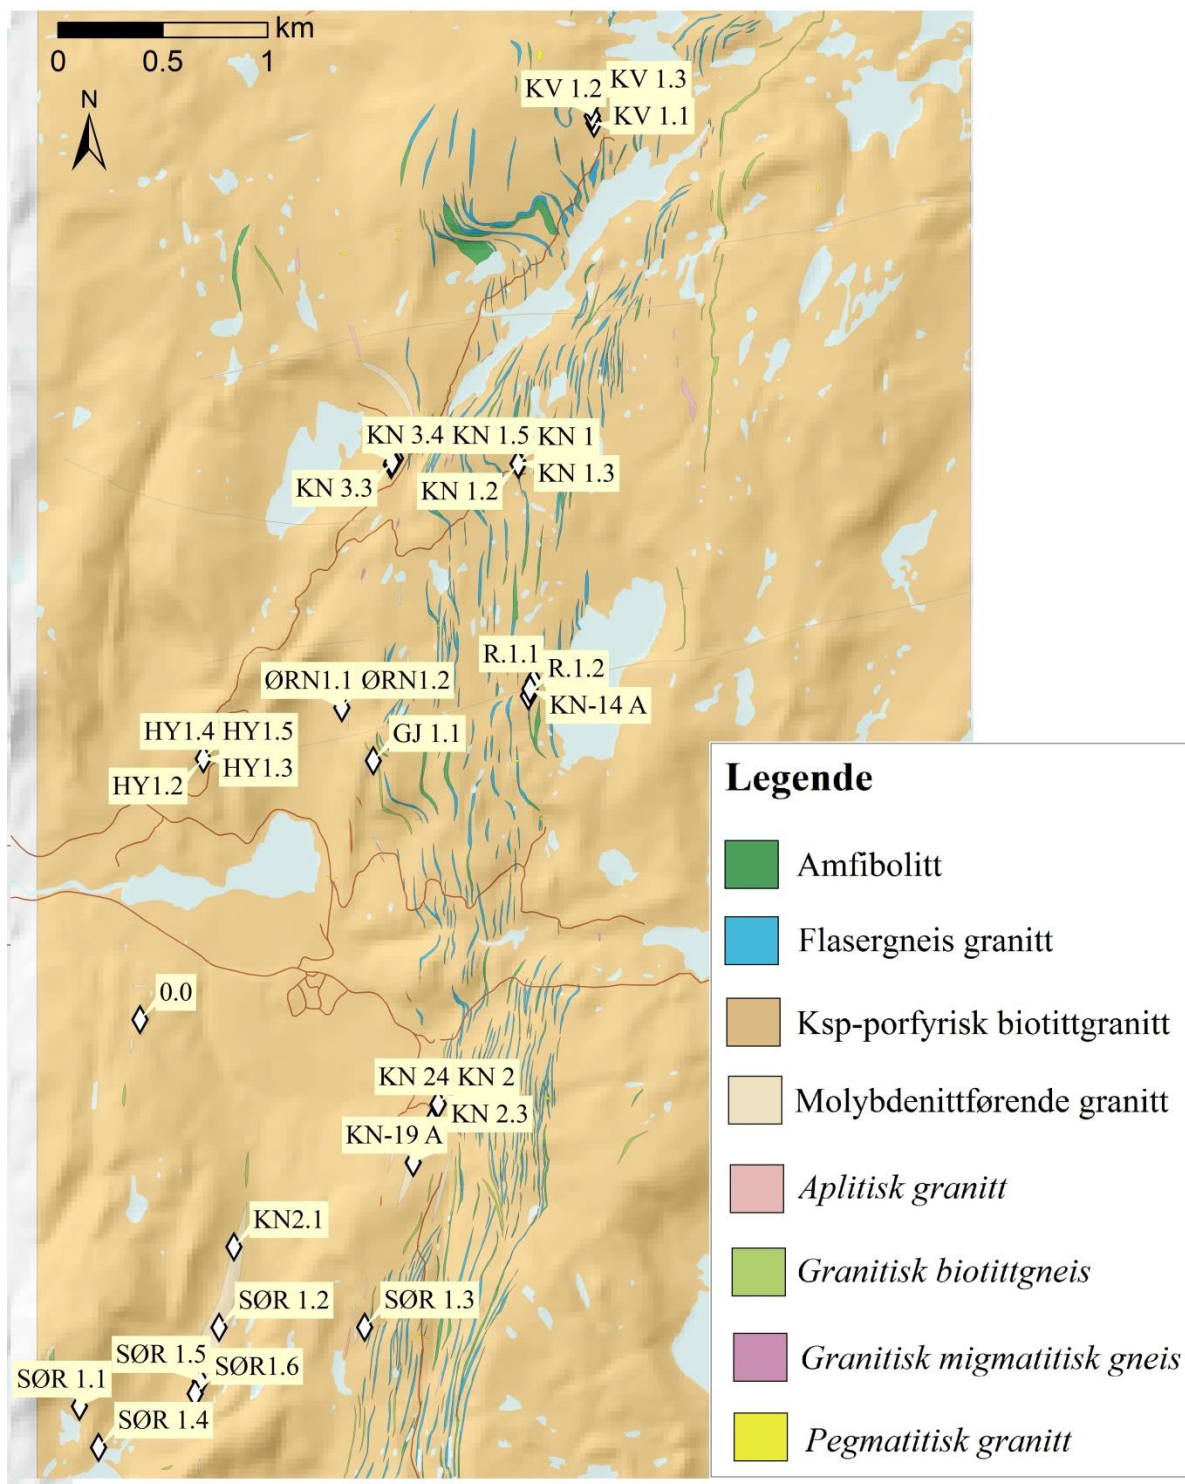 km
0 0.5 1
N
KV 1.2 KV 1.3
KV 1.1
KN 3.4 KN 1.5 KN 1
KN 3.3 KN 1.2 KN 1.3
R.1.1
R.1.2
ØRN1.1 ØRN1.2
KN-14 A
HY1.4 HY1.5
GJ 1.1
HY1.3
HY1.2
0.0
KN 24 KN 2
KN 2.3
KN-19 A
KN2.1
SØR 1.2
SØR 1.3
SØR 1.5
SØR1.6
SØR 1.1
SØR 1.4
Legende
Amfibolitt
Flasergneis granitt
Ksp-porfyrisk biotittgranitt
Molybdenittførende granitt
Aplitisk granitt
Granitisk biotittgneis
Granitisk migmatitisk gneis
Pegmatitisk granitt